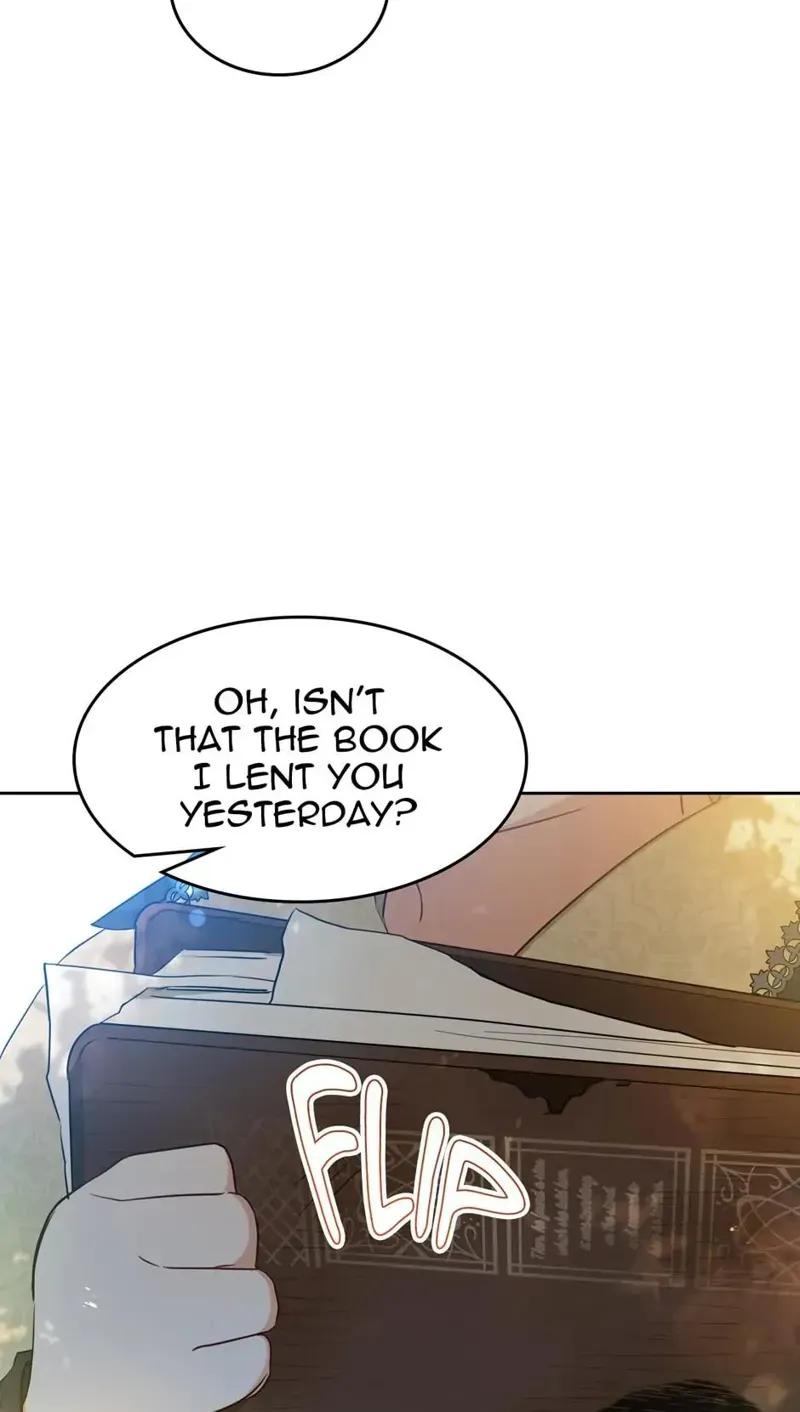 OH, ISN'T
THAT THE BOOK
I LENT YOU
YESTERDAY?
FLIP